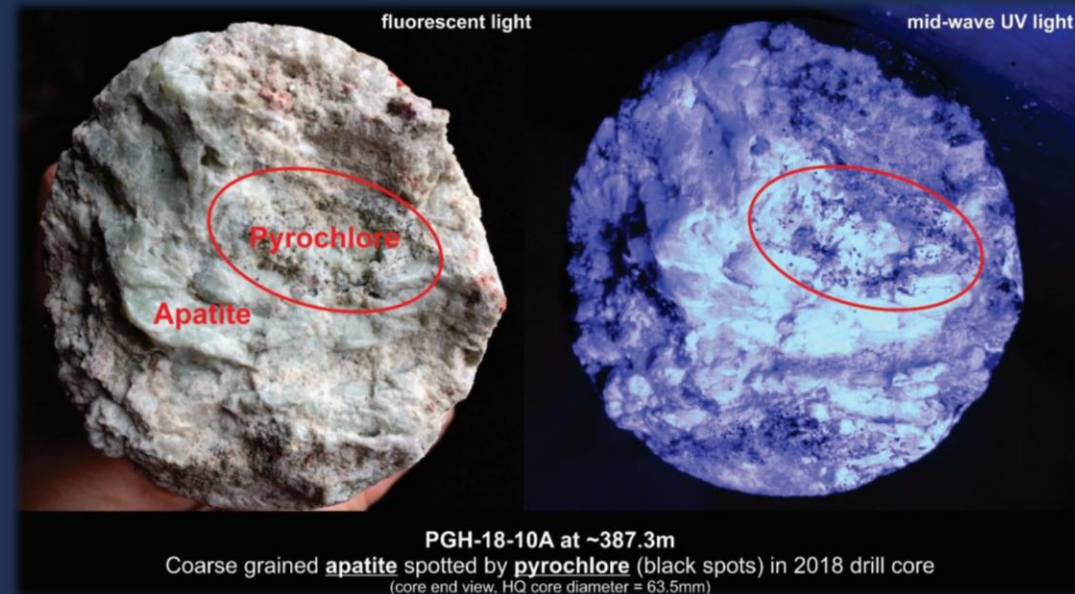 fluorescent light
mid-wave UV light
Pyrochlore
Apatite
PGH-18-10A at ~387.3m
Coarse grained apatite spotted by pyrochlore (black spots) in 2018 drill core
(core end view, HQ core diameter = 63.5mm)